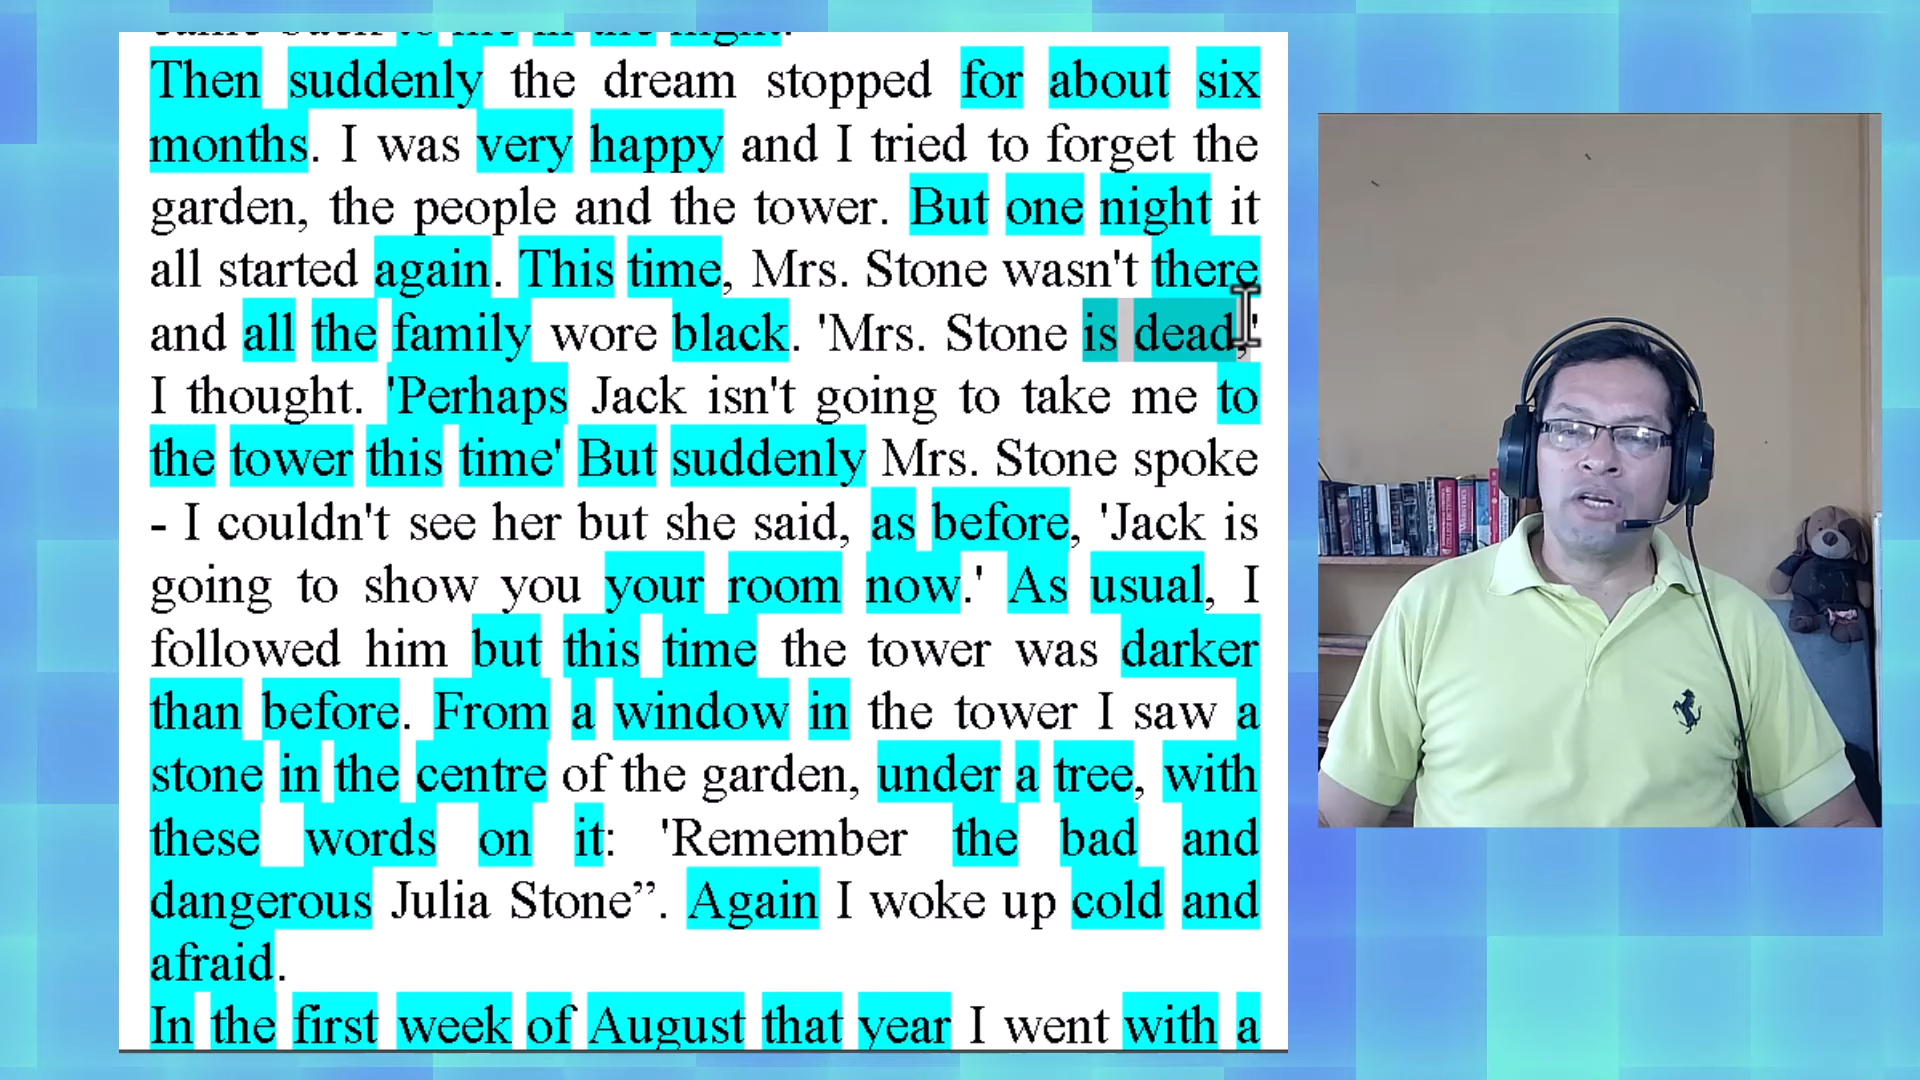 Then suddenly the dream stopped for about six
months. I was very happy and I tried to forget the
garden, the people and the tower. But one night it
all started again. This time, Mrs. Stone wasn't there
and all the family wore black. 'Mrs. Stone is dead,'
I thought. 'Perhaps Jack isn't going to take me to
the tower this time' But suddenly Mrs. Stone spoke
- I couldn't see her but she said, as before, 'Jack is
going to show you your room now.' As usual, I
followed him but this time the tower was darker
than before. From a window in the tower I saw a
stone in the centre of the garden, under a tree, with
these words on it: 'Remember the bad and
dangerous Julia Stone”. Again I woke up cold and
afraid.
In the first week of August that year I went with a